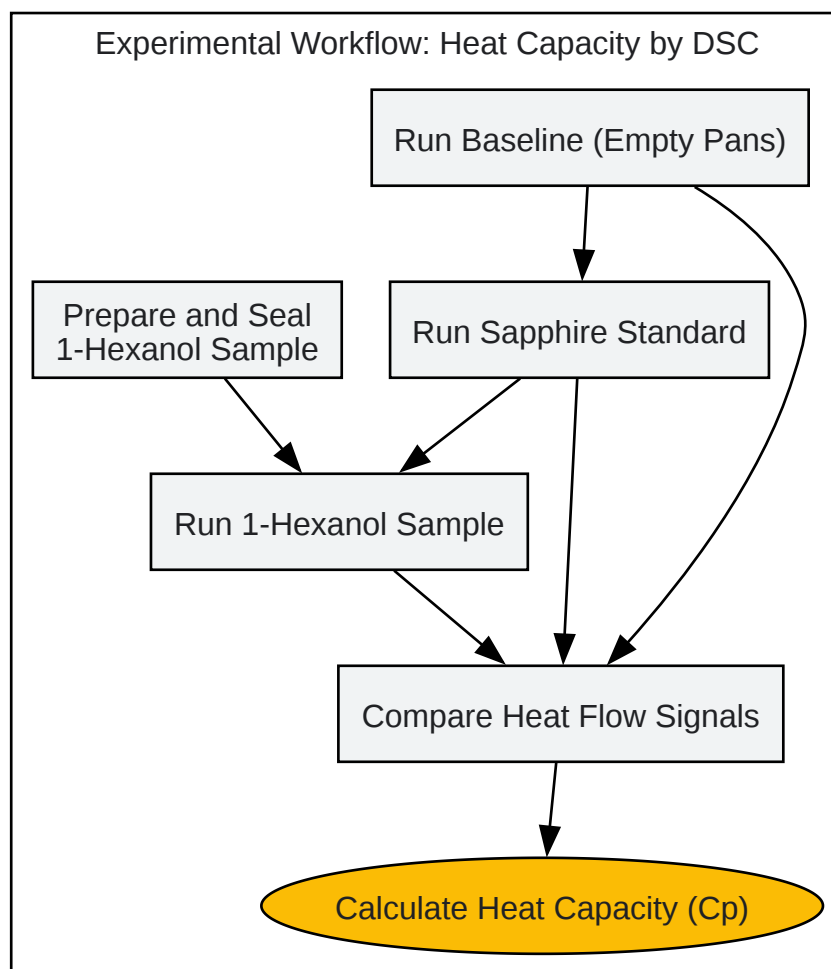 Experimental Workflow: Heat Capacity by DSC
Run Baseline (Empty Pans)
Prepare and Seal
1-Hexanol Sample
Run Sapphire Standard
Run 1-Hexanol Sample
Compare Heat Flow Signals
Calculate Heat Capacity (Cp)